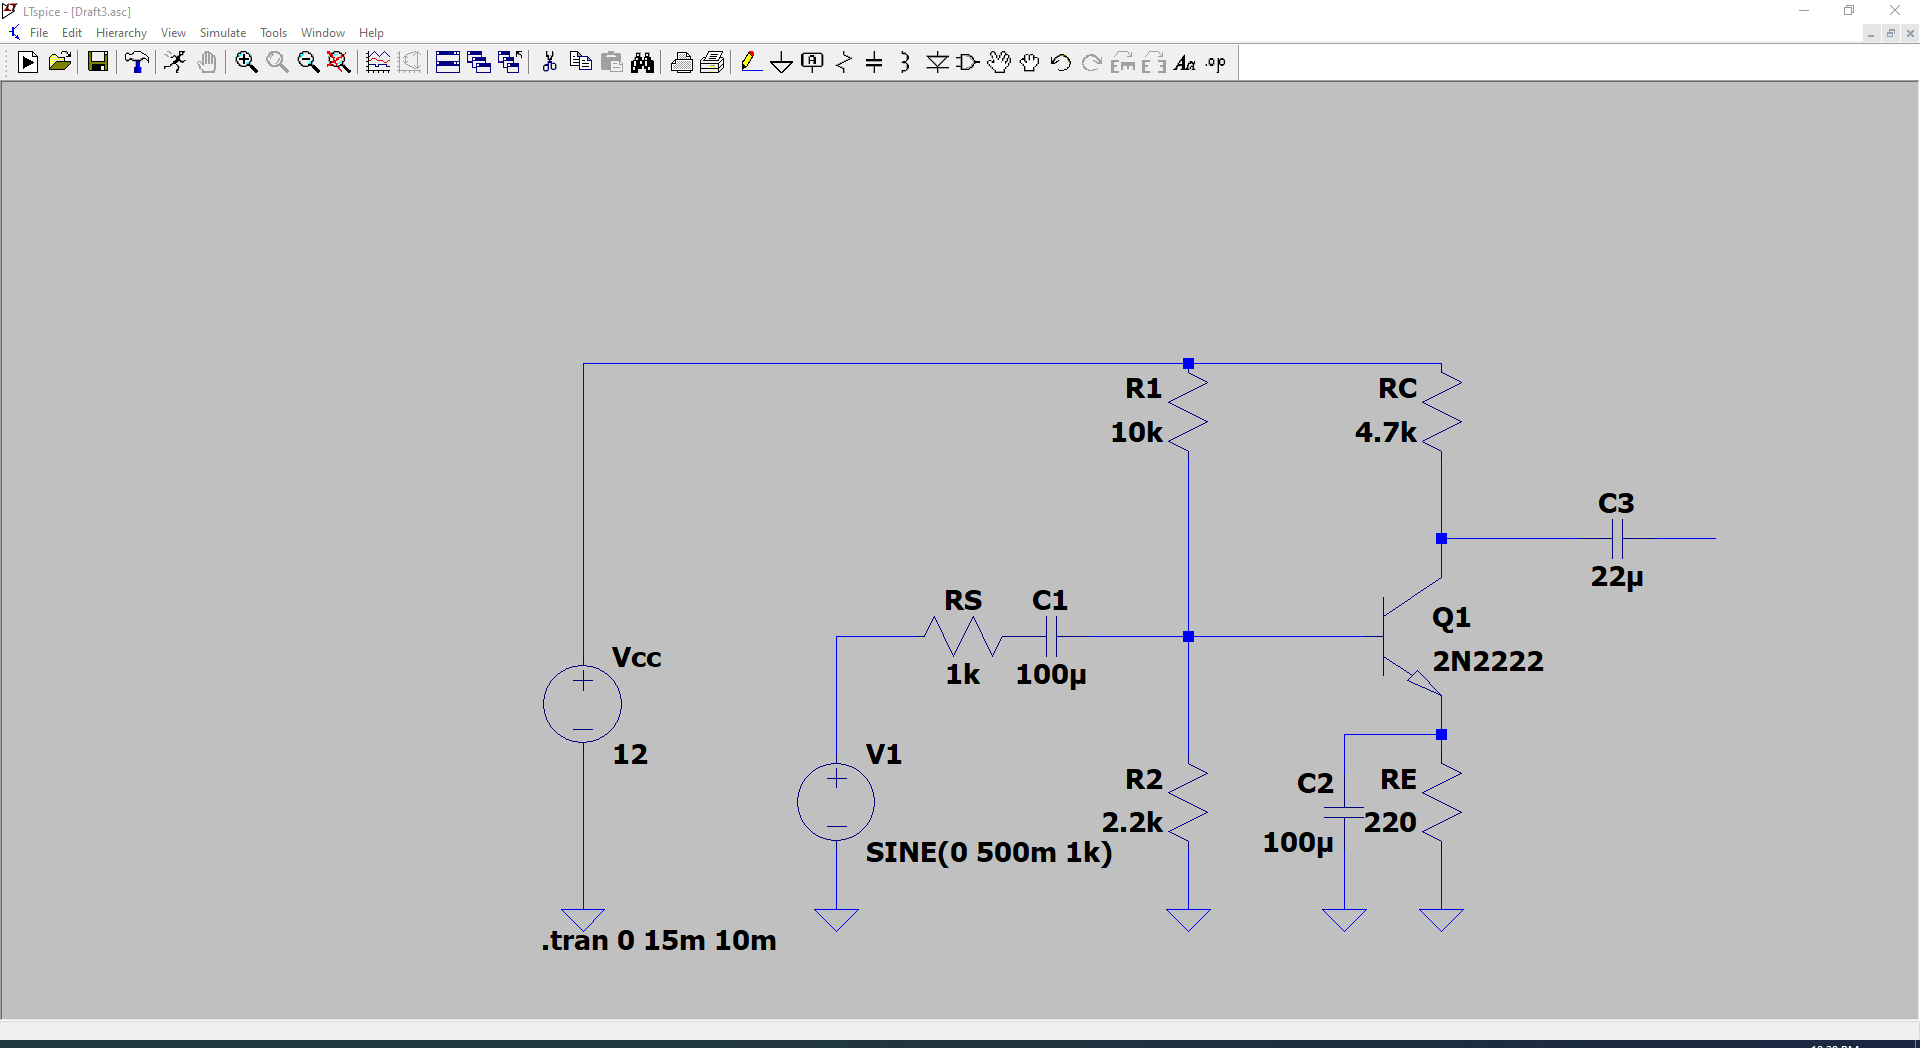 LTspice - [Draft3.asc]
File Edit Hierarchy View Simulate Tools Window Help
Aa .op
R1
10k
RC
4.7k
C3
22µ
RS
1k
C1
100µ
Q1
2N2222
Vcc
12
V1
SINE(0 500m 1k)
R2
2.2k
C2
100µ
RE
220
.tran 0 15m 10m